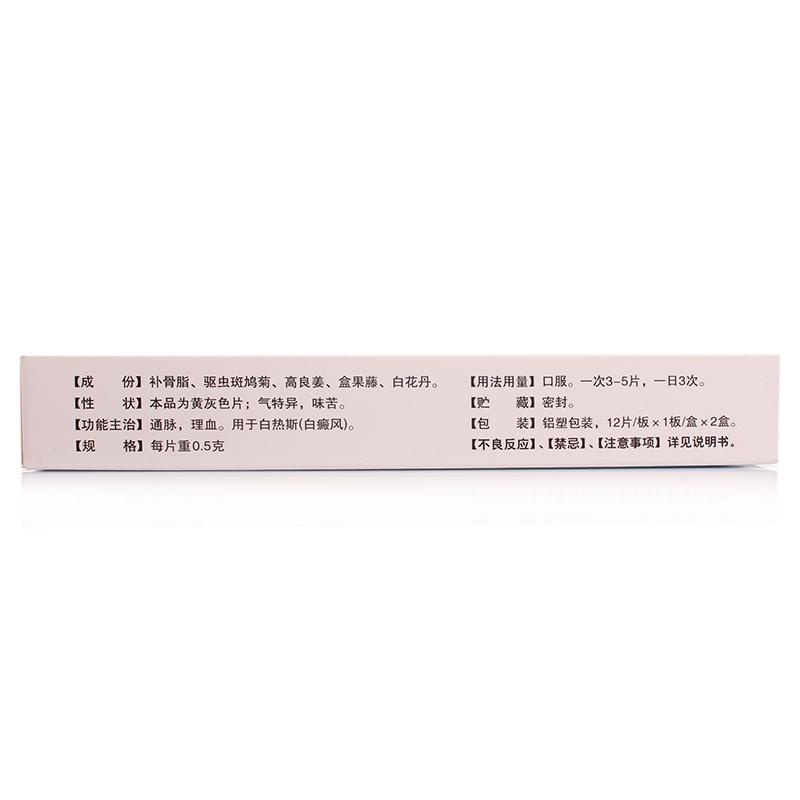 【成　份】补骨脂、驱虫斑鸠菊、高良姜、盒果藤、白花丹。
【性　状】本品为黄灰色片；气特异，味苦。
【功能主治】通脉，理血。用于白热斯(白癜风)。
【规　格】每片重0.5克
【用法用量】口服。一次3-5片，一日3次。
【贮　藏】密封。
【包　装】铝塑包装，12片/板×1板/盒×2盒。
【不良反应】、【禁忌】、【注意事项】详见说明书。